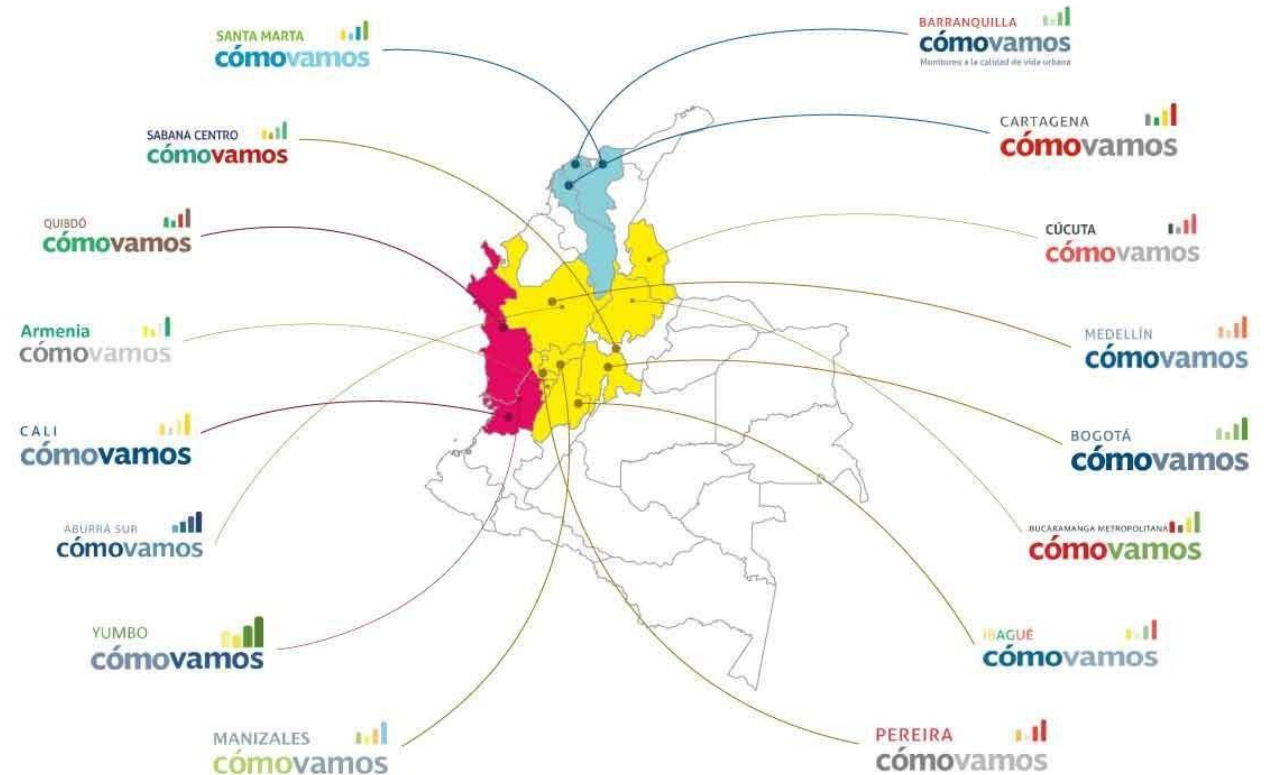 SANTA MARTA
cómovamos
BARRANQUILLA
cómovamos
Monitoreo a la calidad de vida urbana
SABANA CENTRO
cómovamos
CARTAGENA
cómovamos
QUIBDÓ
cómovamos
CÚCUTA
cómovamos
Armenia
cómovamos
MEDELLÍN
cómovamos
CALI
cómovamos
BOGOTÁ
cómovamos
ABURRÁ SUR
cómovamos
BUCARAMANGA METROPOLITANA
cómovamos
YUMBO
cómovamos
IBAGUÉ
cómovamos
MANIZALES
cómovamos
PEREIRA
cómovamos